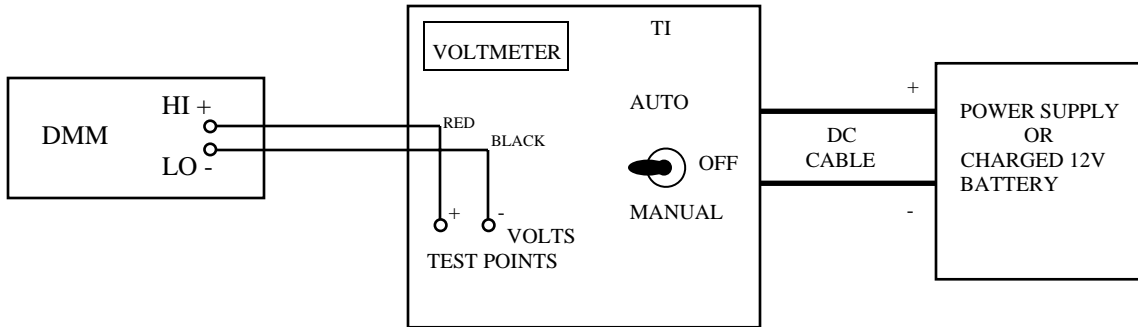 DMM
HI +
LO -
RED
BLACK
VOLTMETER
TI
AUTO
OFF
MANUAL
+
-
VOLTS
TEST POINTS
+
DC
CABLE
-
POWER SUPPLY
OR
CHARGED 12V
BATTERY